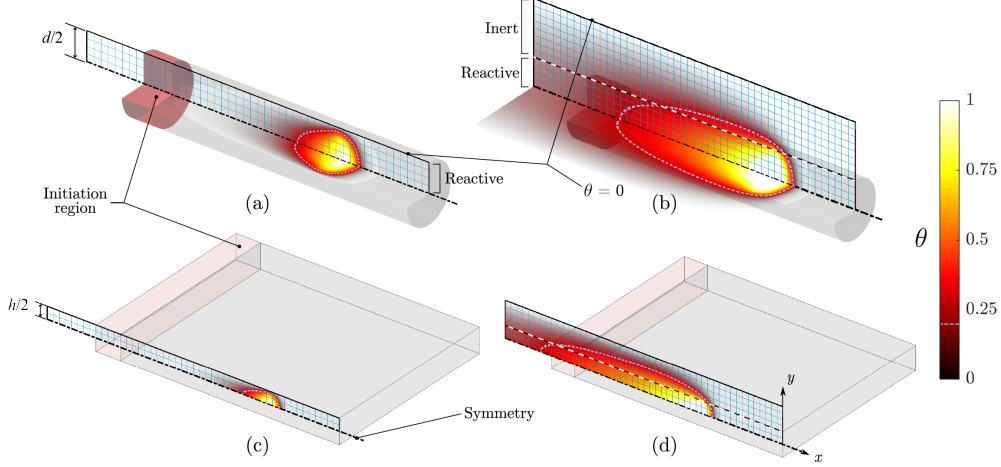 d/2
Inert
Reactive
Reactive
θ = 0
Initiation
region
(a)
(b)
h/2
Symmetry
(c)
(d)
y
x
θ
1
0.75
0.5
0.25
0